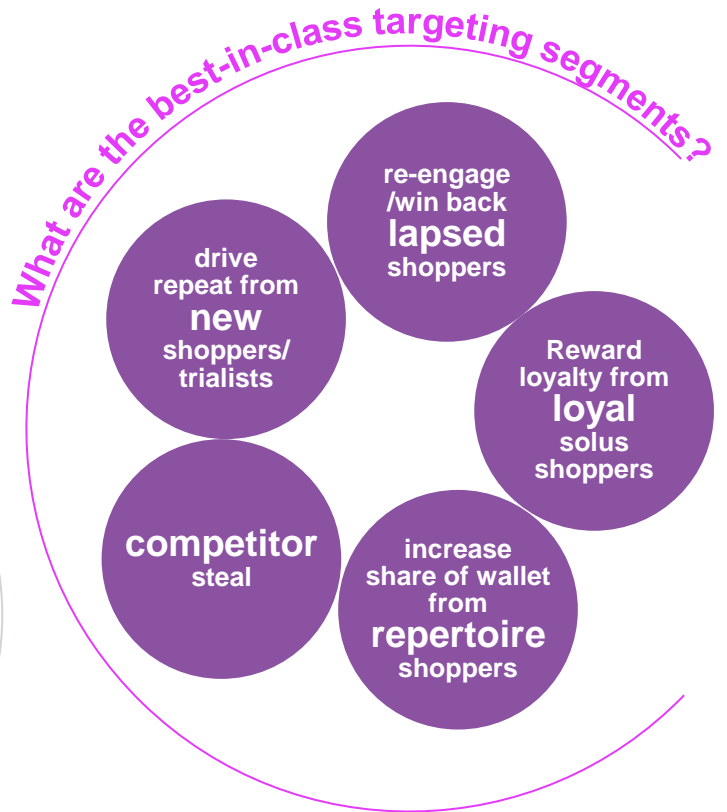 What are the best-in-class targeting segments?
re-engage
/win back
lapsed
shoppers
drive
repeat from
new
shoppers/
trialists
Reward
loyalty from
loyal
solus
shoppers
competitor
steal
increase
share of wallet
from
repertoire
shoppers